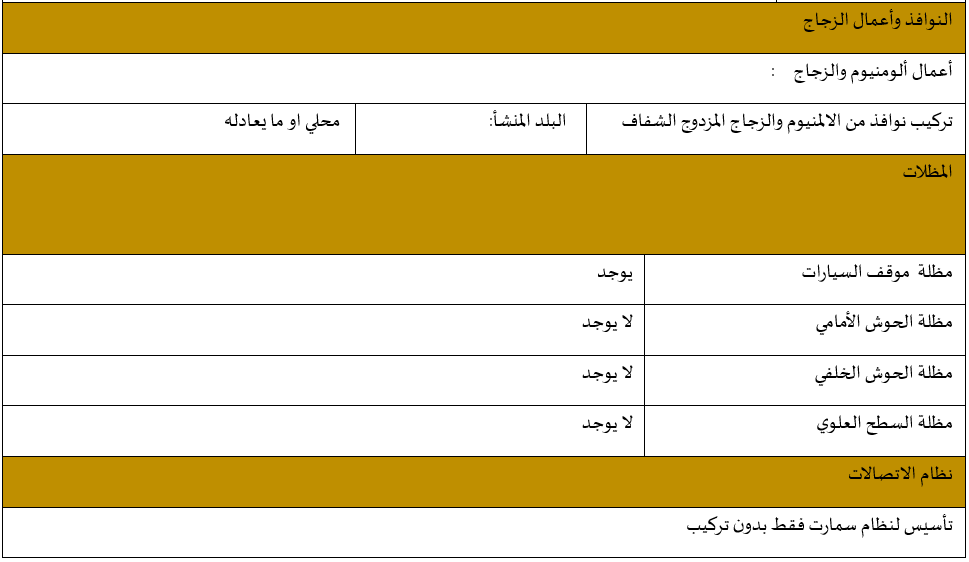 النوافذ وأعمال الزجاج
أعمال ألومنيوم والزجاج :
تركيب نوافذ من الالمنيوم والزجاج المزدوج الشفاف
البلد المنشأ:
محلي او ما يعادله
المظلات
مظلة موقف السيارات
يوجد
مظلة الحوش الأمامي
لا يوجد
مظلة الحوش الخلفي
لا يوجد
مظلة السطح العلوي
لا يوجد
نظام الاتصالات
تأسيس لنظام سمارت فقط بدون تركيب